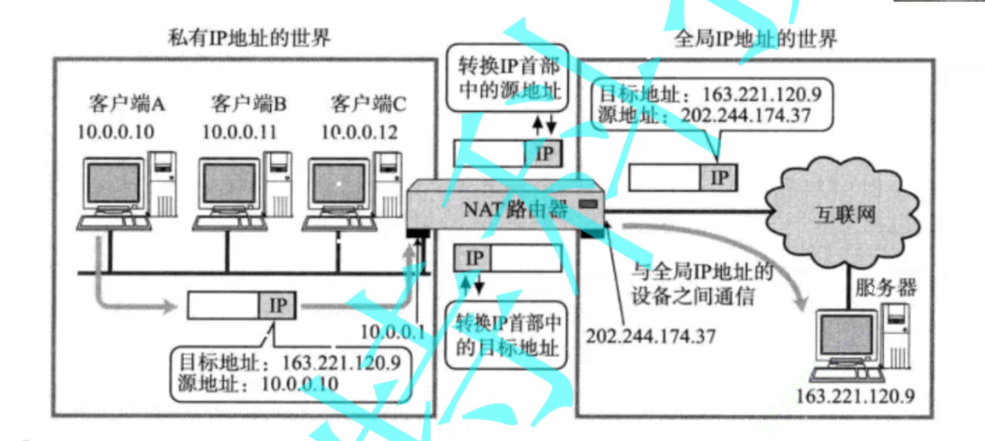 私有IP地址的世界
全局IP地址的世界
转换IP首部
中的源地址
目标地址：163.221.120.9
源地址：202.244.174.37
客户端A
10.0.0.10
客户端B
10.0.0.11
客户端C
10.0.0.12
IP
IP
NAT路由器
互联网
IP
与全局IP地址的
设备之间通信
服务器
IP
10.0.0.1
转换IP首部中
的目标地址
202.244.174.37
目标地址：163.221.120.9
源地址：10.0.0.10
163.221.120.9